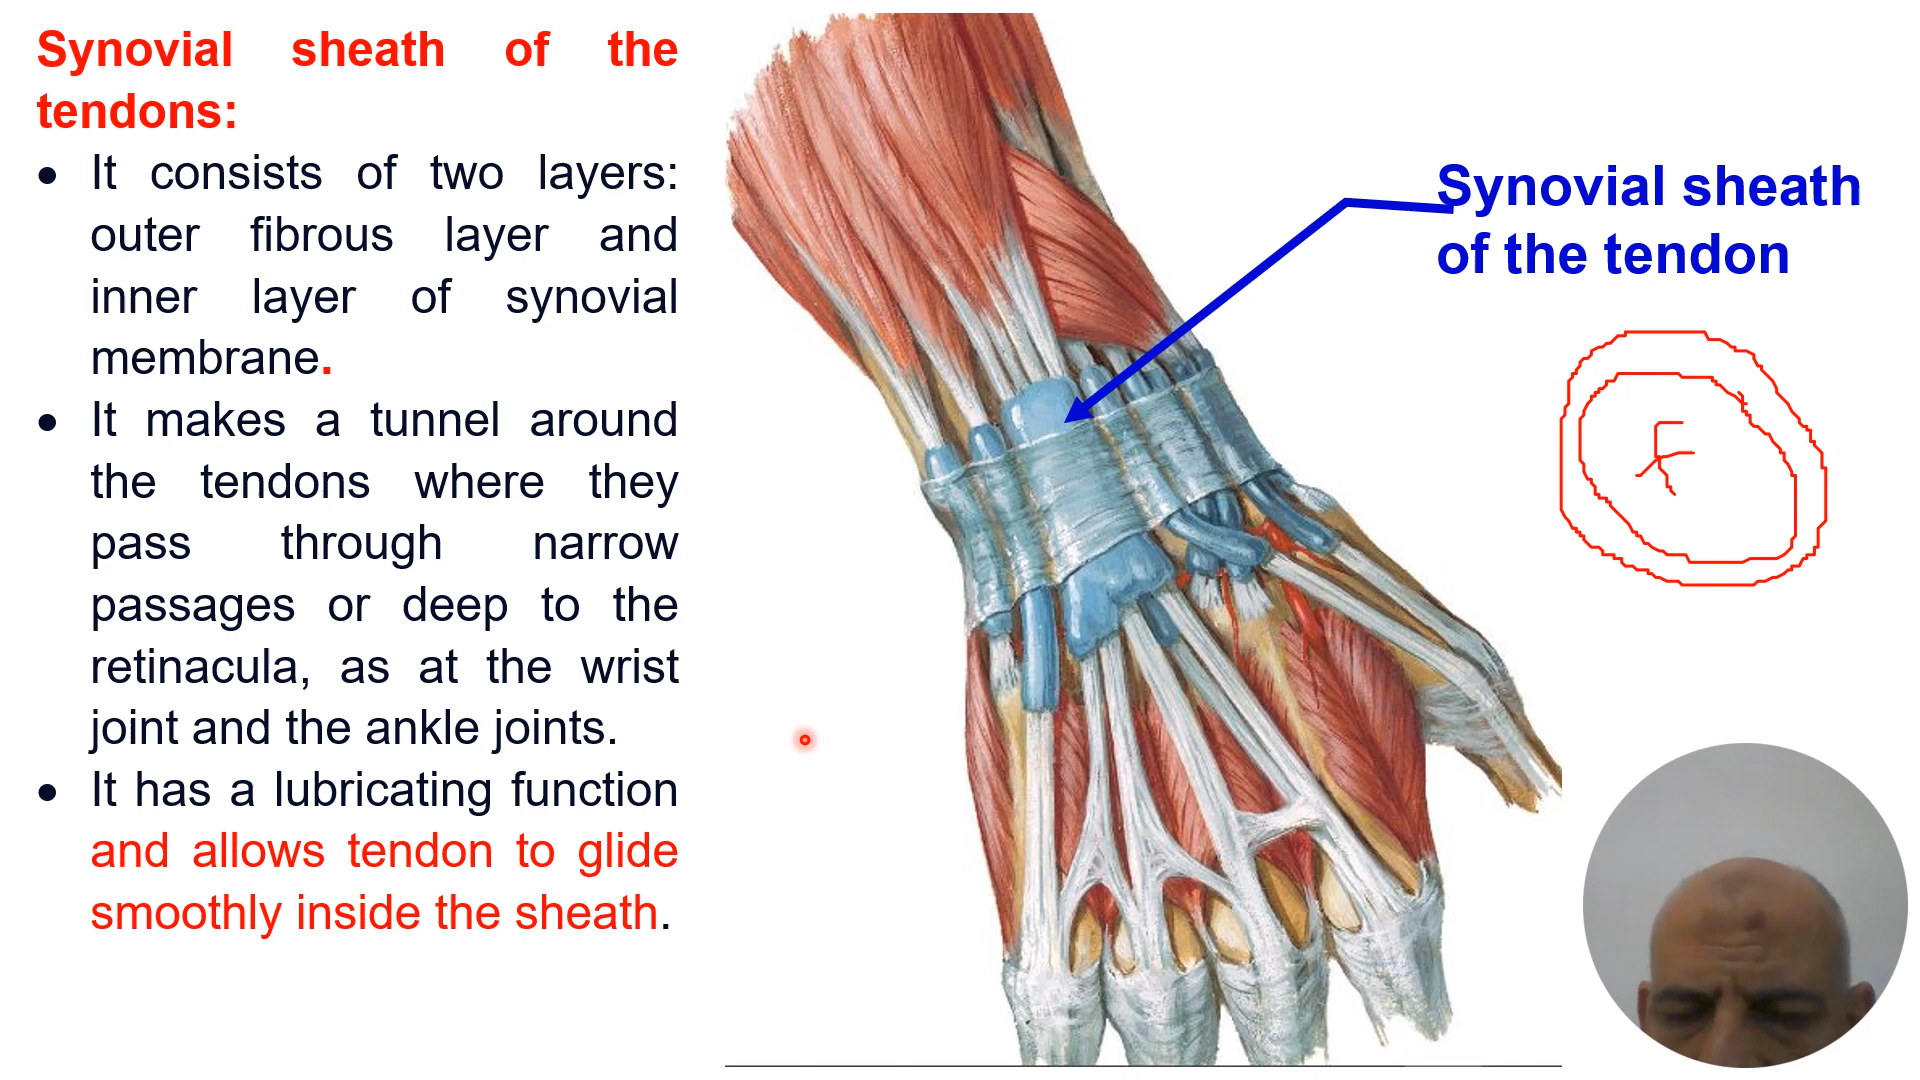 Synovial sheath of the
tendons:
• It consists of two layers:
outer fibrous layer and
inner layer of synovial
membrane.
• It makes a tunnel around
the tendons where they
pass through narrow
passages or deep to the
retinacula, as at the wrist
joint and the ankle joints.
• It has a lubricating function
and allows tendon to glide
smoothly inside the sheath.
Synovial sheath
of the tendon